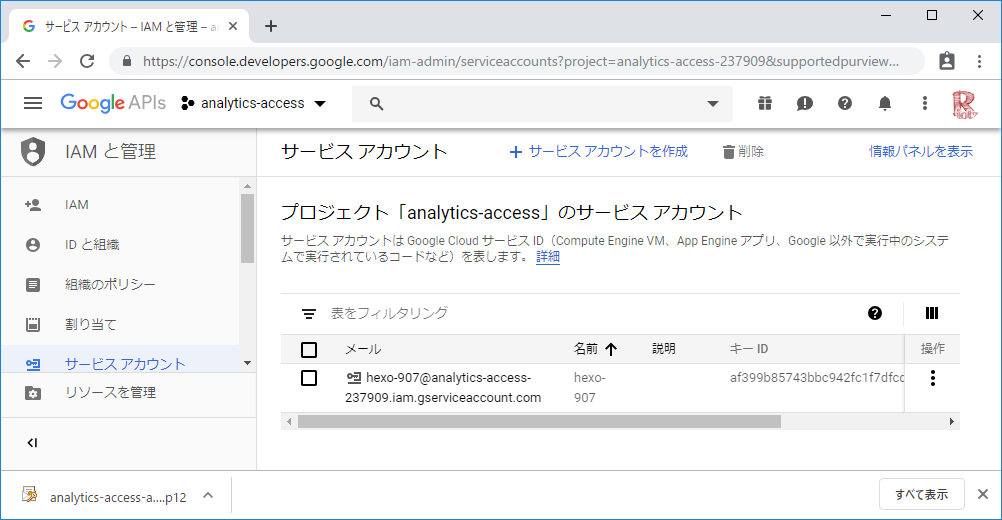 サービス アカウント – IAM と管理 – a
https://console.developers.google.com/iam-admin/serviceaccounts?project=analytics-access-237909&supportedpurview...
Google APIs
analytics-access
IAM と管理
サービス アカウント
サービス アカウントを作成
削除
情報パネルを表示
IAM
ID と組織
組織のポリシー
割り当て
サービス アカウント
リソースを管理
プロジェクト「analytics-access」のサービス アカウント
サービス アカウントは Google Cloud サービス ID（Compute Engine VM、App Engine アプリ、Google 以外で実行中のシステ
ムで実行されているコードなど）を表します。 詳細
表をフィルタリング
メール 名前 説明 キー ID 操作
hexo-907@analytics-access- hexo- af399b85743bbc942fc1f7dfcc
237909.iam.gserviceaccount.com 907
analytics-access-a....p12
すべて表示